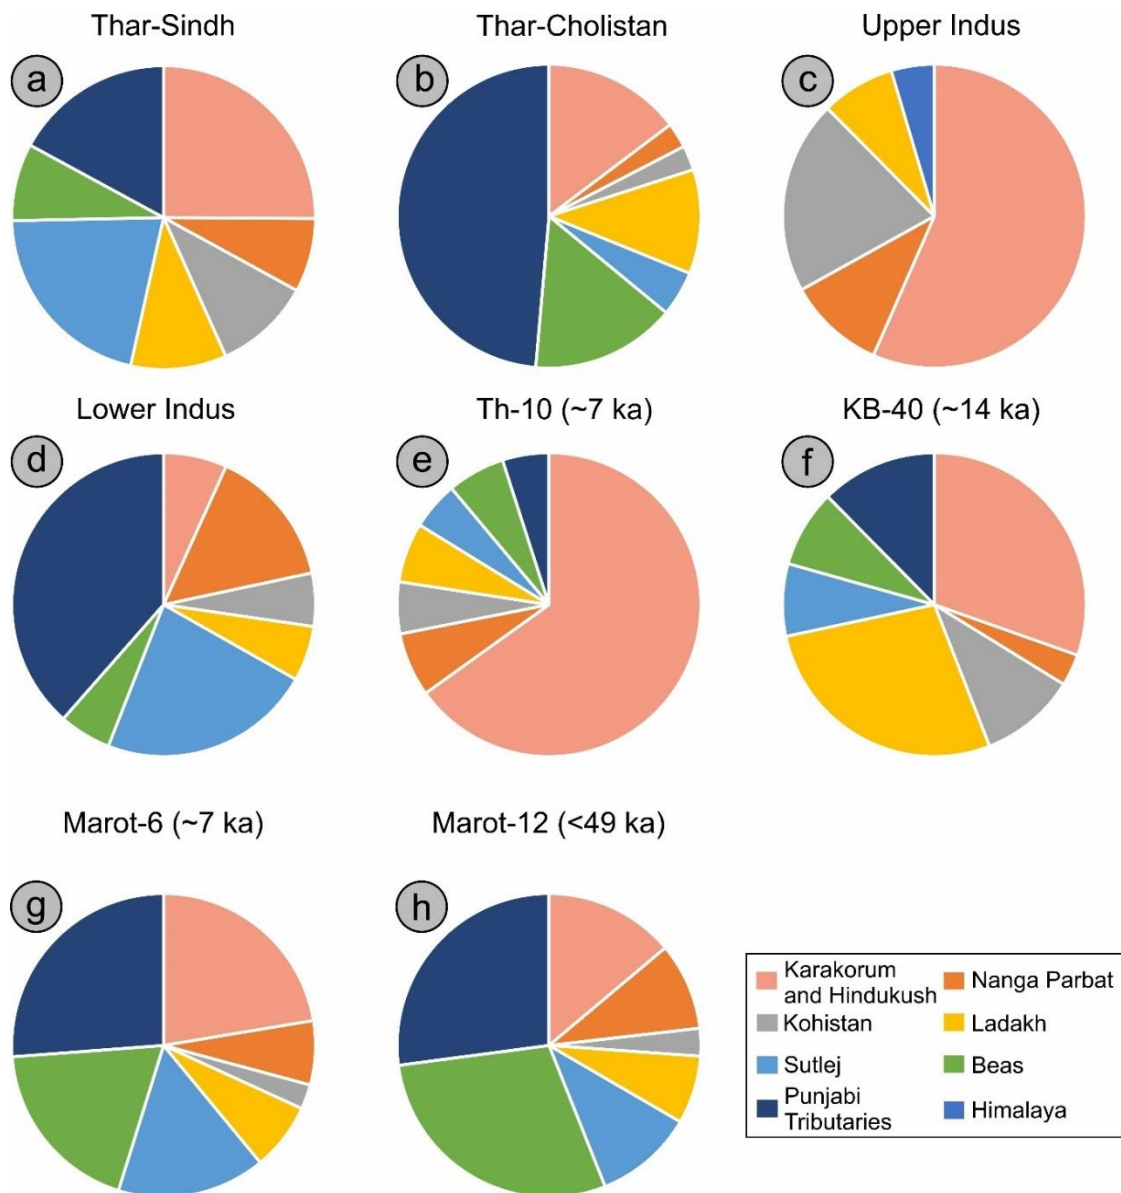 Thar-Sindh
Thar-Cholistan
Upper Indus
a
b
c
Lower Indus
Th-10 (~7 ka)
KB-40 (~14 ka)
d
e
f
Marot-6 (~7 ka)
Marot-12 (<49 ka)
g
h
Karakorum
and Hindukush
Nanga Parbat
Kohistan
Ladakh
Sutlej
Beas
Punjabi
Tributaries
Himalaya